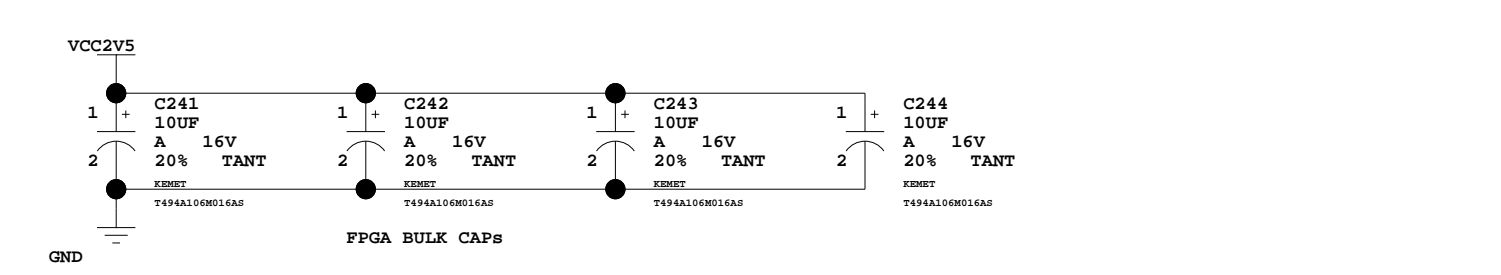 VCC2V5
1 + C241
10UF
A 16V
2 20% TANT
KEMET
T494A106M016AS
1 + C242
10UF
A 16V
2 20% TANT
KEMET
T494A106M016AS
1 + C243
10UF
A 16V
2 20% TANT
KEMET
T494A106M016AS
1 + C244
10UF
A 16V
2 20% TANT
KEMET
T494A106M016AS
FPGA BULK CAPs
GND